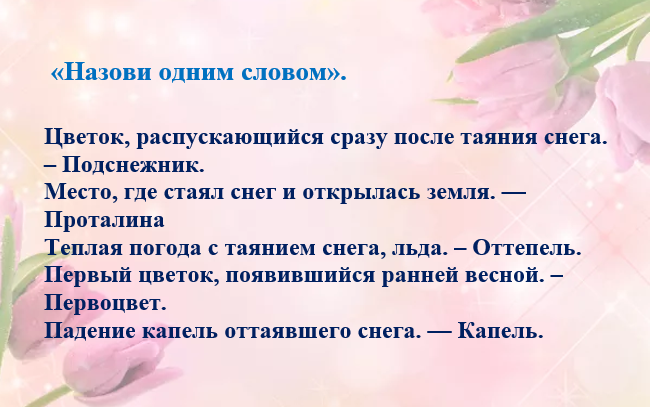 «Назови одним словом».
Цветок, распускающийся сразу после таяния снега.
– Подснежник.
Место, где стаял снег и открылась земля. —
Проталина
Теплая погода с таянием снега, льда. – Оттепель.
Первый цветок, появившийся ранней весной. –
Первоцвет.
Падение капель оттаявшего снега. — Капель.